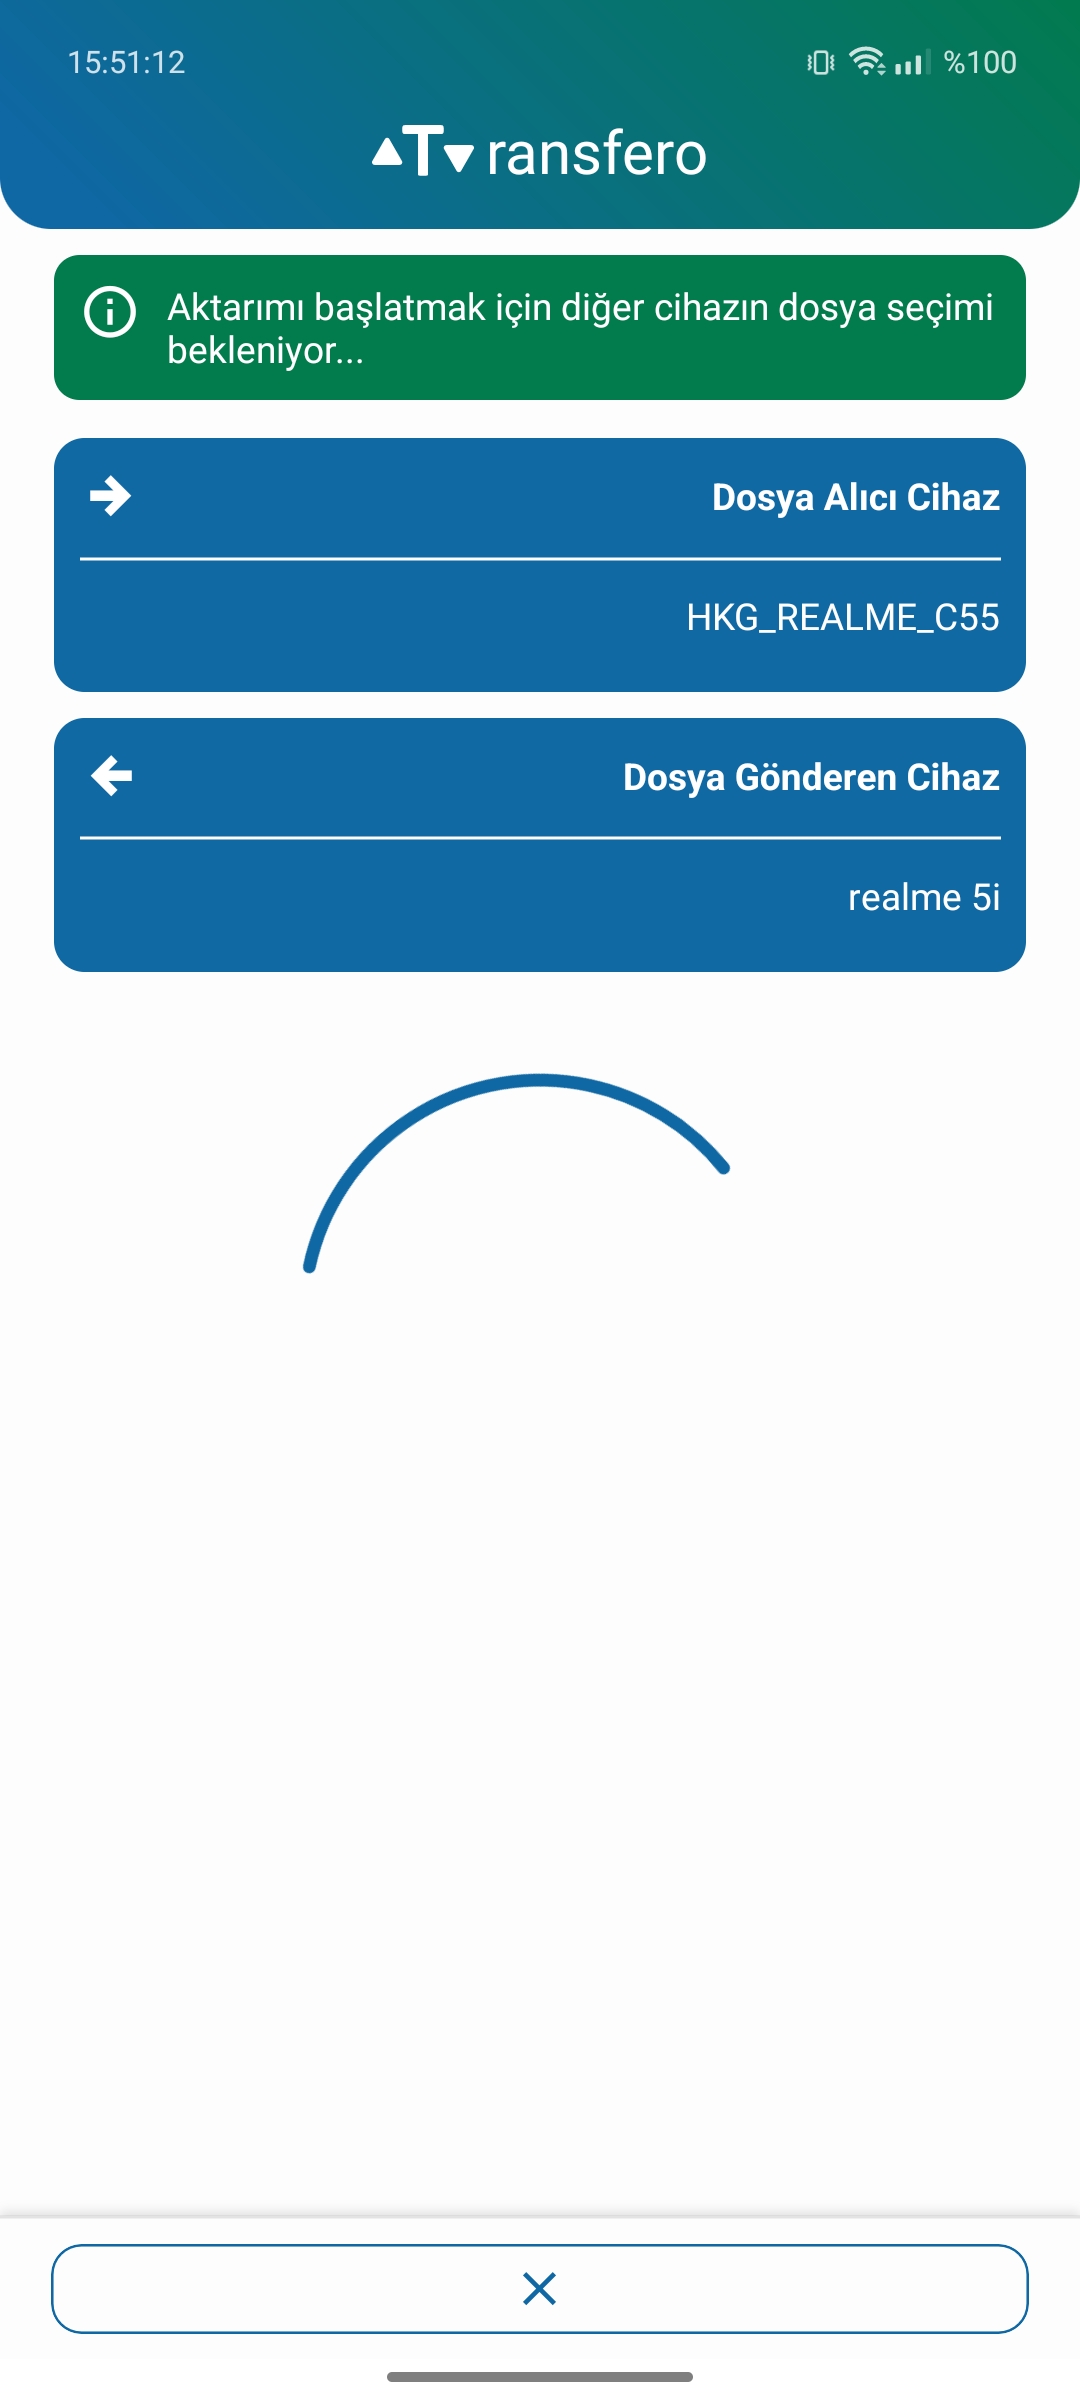 15:51:12 %100
Transfero
Aktarımı başlatmak için diğer cihazın dosya seçimi
bekleniyor...
Dosya Alıcı Cihaz
HKG_REALME_C55
Dosya Gönderen Cihaz
realme 5i